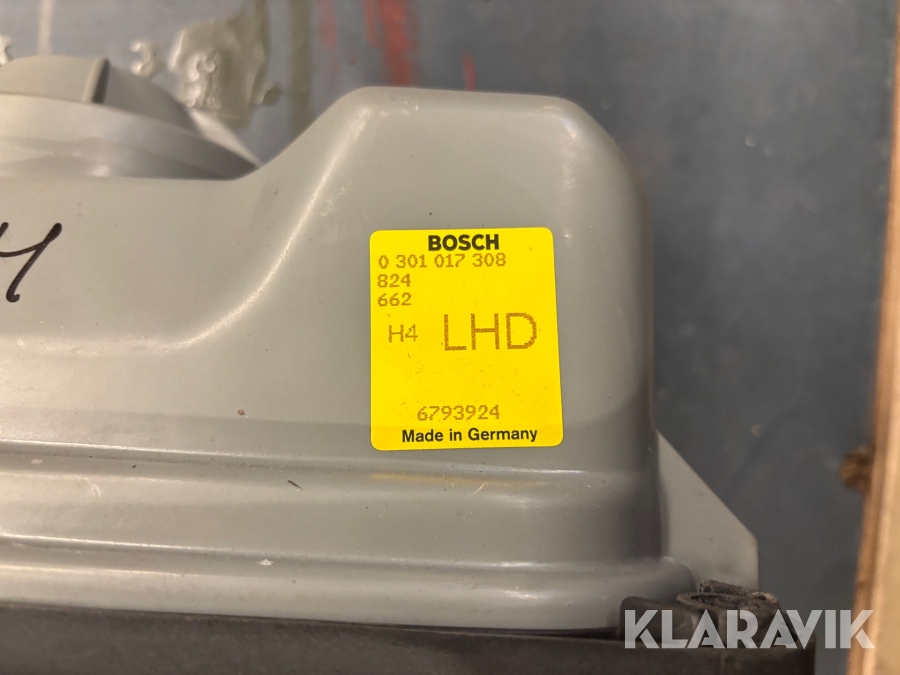 BOSCH
0 301 017 308
824
662
H4 LHD
6793924
Made in Germany
KLARAVIK